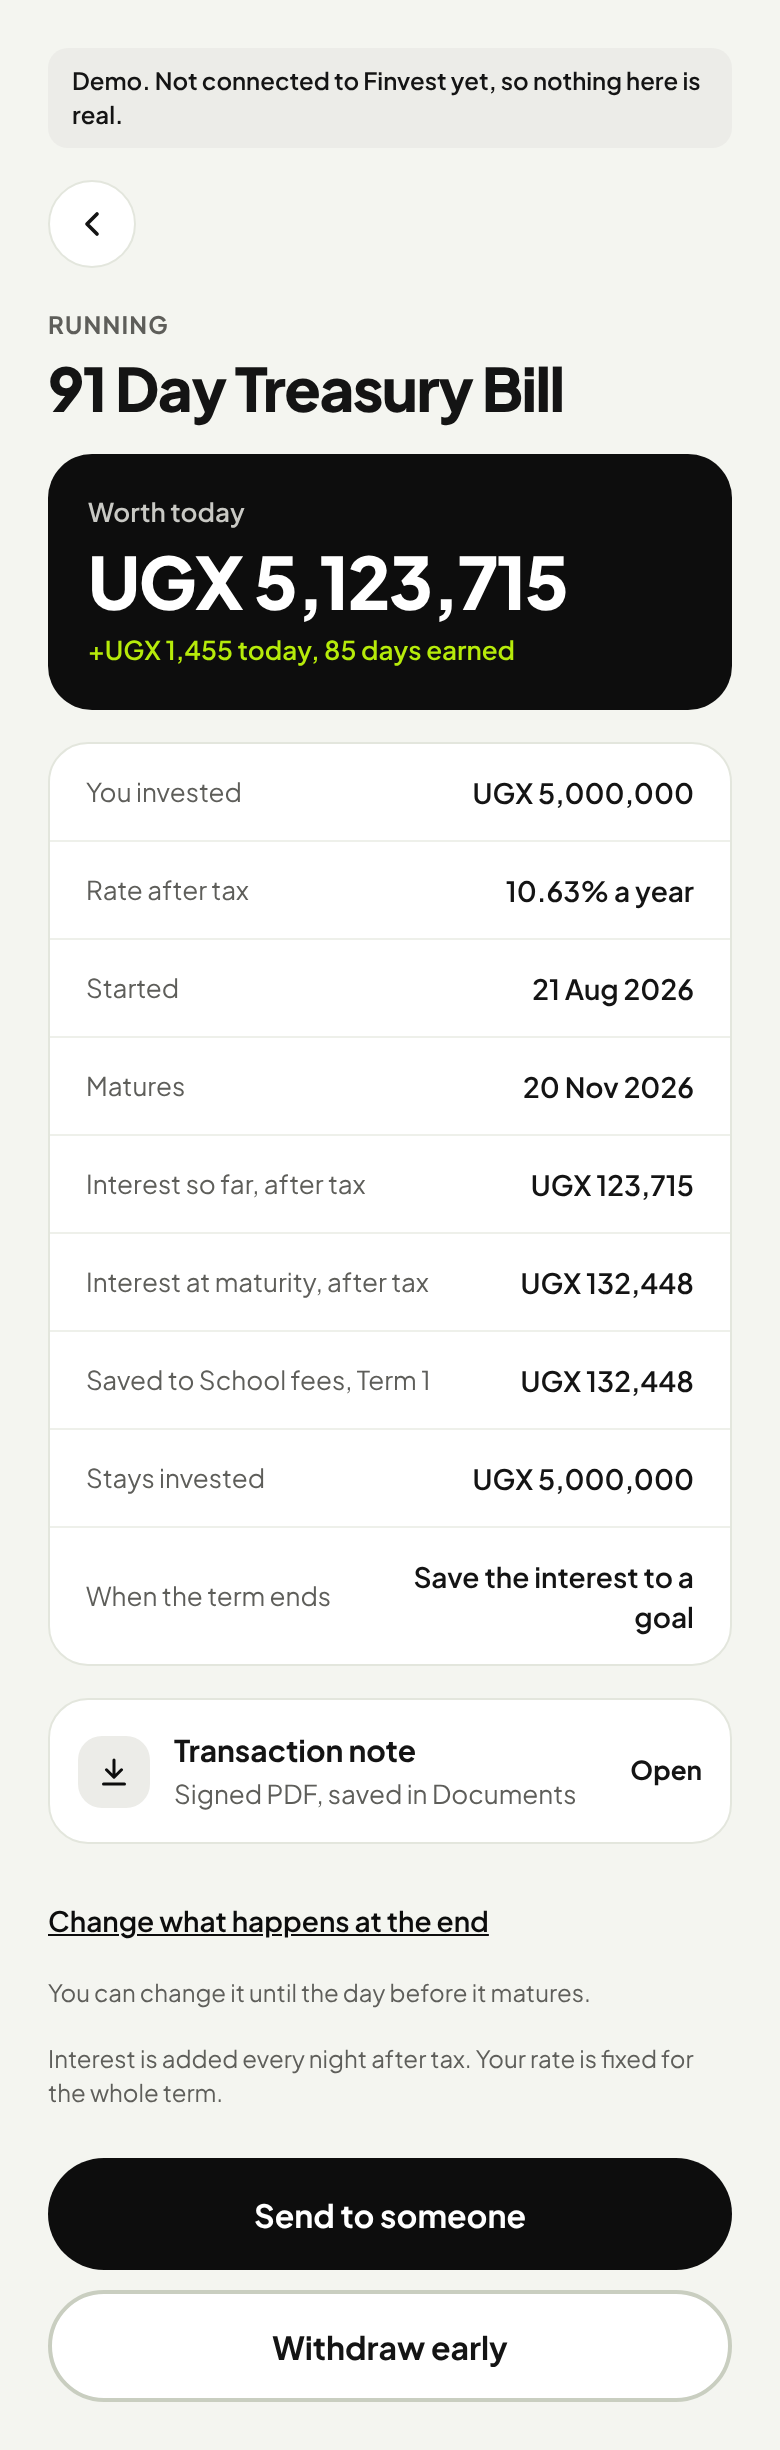 Demo. Not connected to Finvest yet, so nothing here is
real.
RUNNING
91 Day Treasury Bill
Worth today
UGX 5,123,715
+UGX 1,455 today, 85 days earned
You invested
UGX 5,000,000
Rate after tax
10.63% a year
Started
21 Aug 2026
Matures
20 Nov 2026
Interest so far, after tax
UGX 123,715
Interest at maturity, after tax
UGX 132,448
Saved to School fees, Term 1
UGX 132,448
Stays invested
UGX 5,000,000
When the term ends
Save the interest to a
goal
Transaction note
Signed PDF, saved in Documents
Open
Change what happens at the end
You can change it until the day before it matures.
Interest is added every night after tax. Your rate is fixed for
the whole term.
Send to someone
Withdraw early